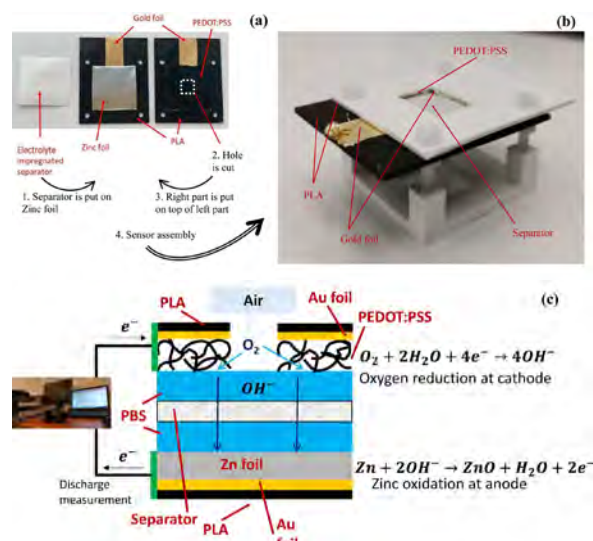 (a)
Gold foil
PEDOT:PSS
Electrolyte
impregnated
separator
Zinc foil
PLA
2. Hole
is cut
1. Separator is put on
Zinc foil
3. Right part is put
on top of left part
4. Sensor assembly
(b)
PEDOT:PSS
PLA
Gold foil
Separator
(c)
PLA
Air
Au foil
PEDOT:PSS
e⁻
O₂
O₂ + 2H₂O + 4e⁻ → 4OH⁻
Oxygen reduction at cathode
OH⁻
PBS
Zn foil
e⁻
Zn + 2OH⁻ → ZnO + H₂O + 2e⁻
Zinc oxidation at anode
Discharge
measurement
Separator
PLA
Au
foil